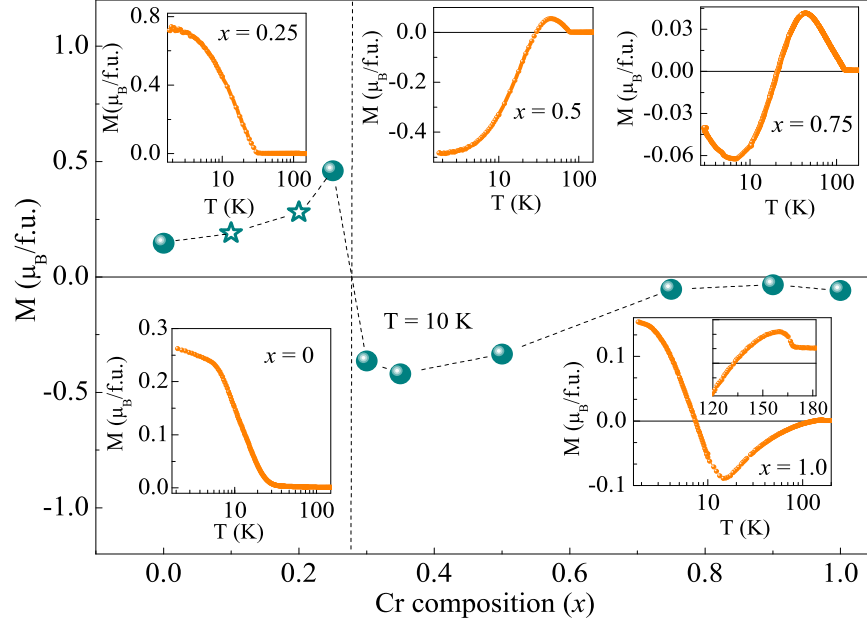 M (μB/f.u.)
1.0
0.5
0.0
-0.5
-1.0
0.0 0.2 0.4 0.6 0.8 1.0
Cr composition (x)
T = 10 K
M(μB/f.u.)
0.8
0.4
0.0
x = 0.25
10 100
T (K)
M (μB/f.u.)
0.0
-0.2
-0.4
x = 0.5
10 100
T (K)
M (μB/f.u.)
0.03
0.00
-0.03
-0.06
x = 0.75
10 100
T (K)
M (μB/f.u.)
0.3
0.2
0.1
0.0
x = 0
10 100
T (K)
M (μB/f.u.)
0.1
0.0
-0.1
120 150 180
x = 1.0
10 100
T (K)